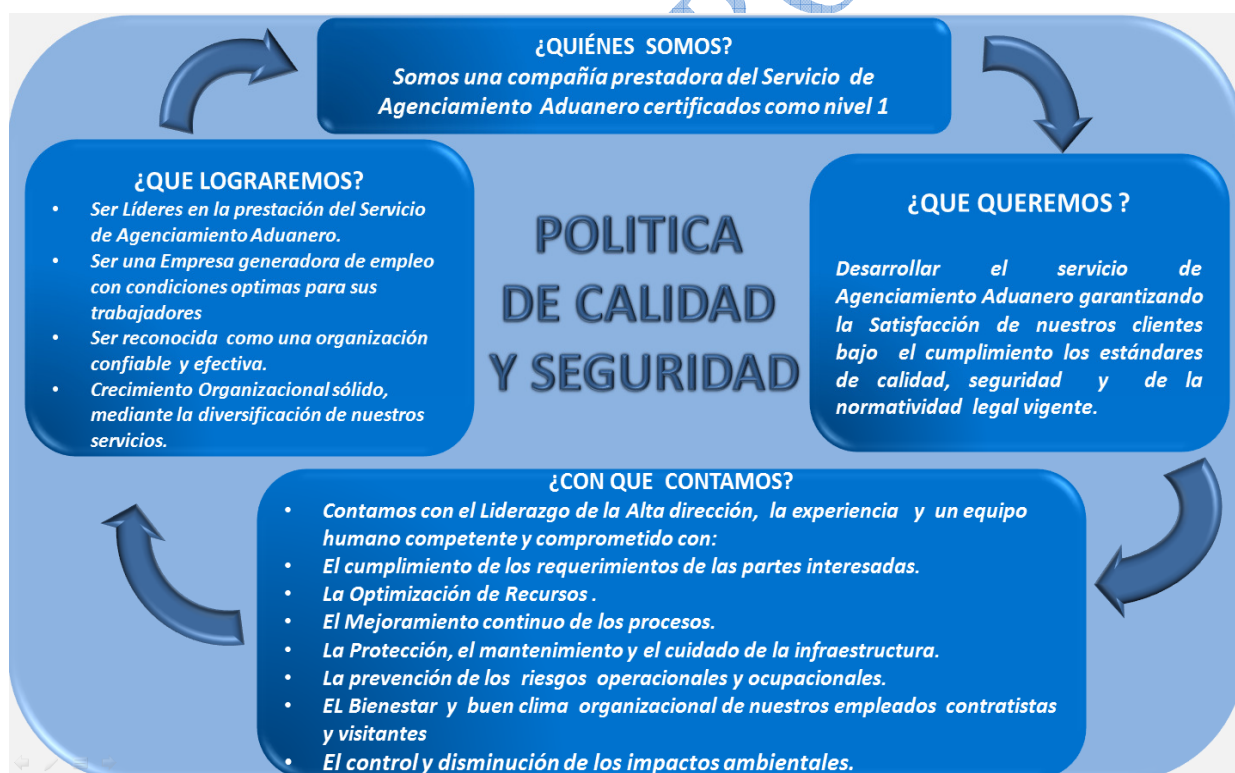 ¿QUIÉNES SOMOS?
Somos una compañía prestadora del Servicio de
Agenciamiento Aduanero certificados como nivel 1
¿QUE QUEREMOS ?
Desarrollar el servicio de
Agenciamiento Aduanero garantizando
la Satisfacción de nuestros clientes
bajo el cumplimiento los estándares
de calidad, seguridad y de la
normatividad legal vigente.
¿CON QUE CONTAMOS?
• Contamos con el Liderazgo de la Alta dirección, la experiencia y un equipo
humano competente y comprometido con:
• El cumplimiento de los requerimientos de las partes interesadas.
• La Optimización de Recursos .
• El Mejoramiento continuo de los procesos.
• La Protección, el mantenimiento y el cuidado de la infraestructura.
• La prevención de los riesgos operacionales y ocupacionales.
• EL Bienestar y buen clima organizacional de nuestros empleados contratistas
y visitantes
• El control y disminución de los impactos ambientales.
¿QUE LOGRAREMOS?
• Ser Líderes en la prestación del Servicio
de Agenciamiento Aduanero.
• Ser una Empresa generadora de empleo
con condiciones optimas para sus
trabajadores
• Ser reconocida como una organización
confiable y efectiva.
• Crecimiento Organizacional sólido,
mediante la diversificación de nuestros
servicios.
POLITICA
DE CALIDAD
Y SEGURIDAD